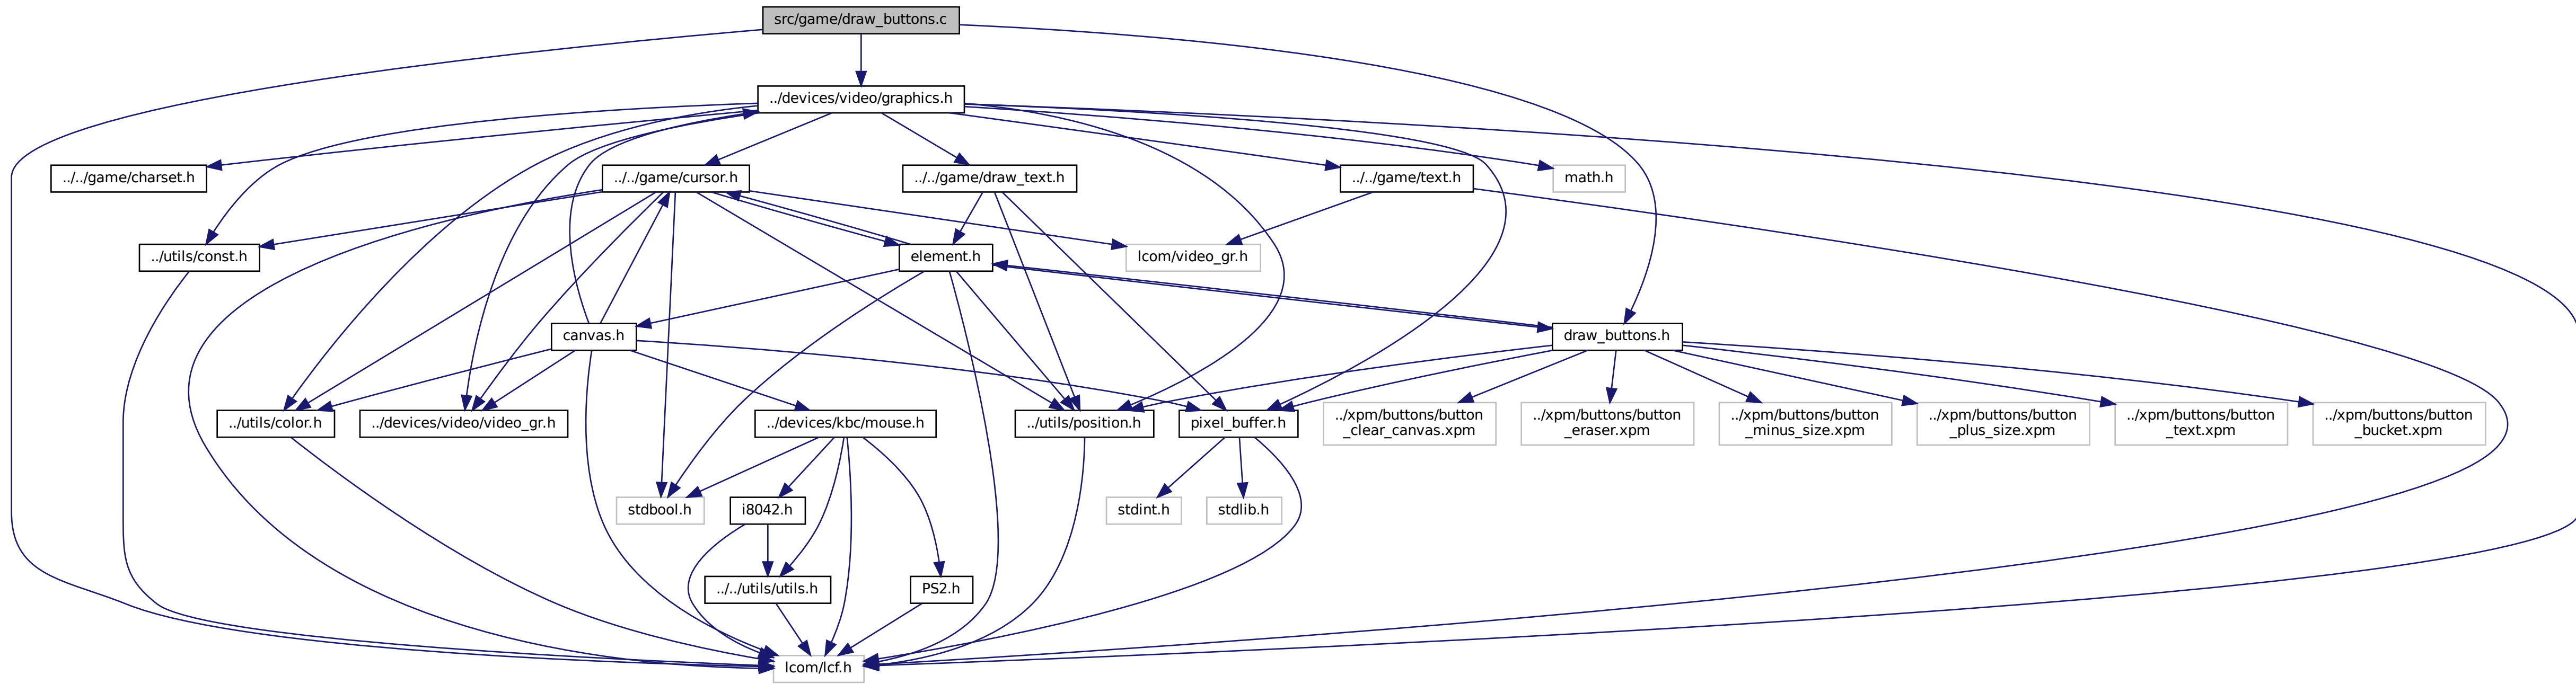 src/game/draw_buttons.c
../devices/video/graphics.h
../../game/charset.h
../../game/cursor.h
../../game/draw_text.h
../../game/text.h
math.h
../utils/const.h
element.h
lcom/video_gr.h
canvas.h
draw_buttons.h
../utils/color.h
../devices/video/video_gr.h
../devices/kbc/mouse.h
../utils/position.h
pixel_buffer.h
../xpm/buttons/button
_clear_canvas.xpm
../xpm/buttons/button
_eraser.xpm
../xpm/buttons/button
_minus_size.xpm
../xpm/buttons/button
_plus_size.xpm
../xpm/buttons/button
_text.xpm
../xpm/buttons/button
_bucket.xpm
stdbool.h
i8042.h
stdint.h
stdlib.h
../../utils/utils.h
PS2.h
lcom/lcf.h